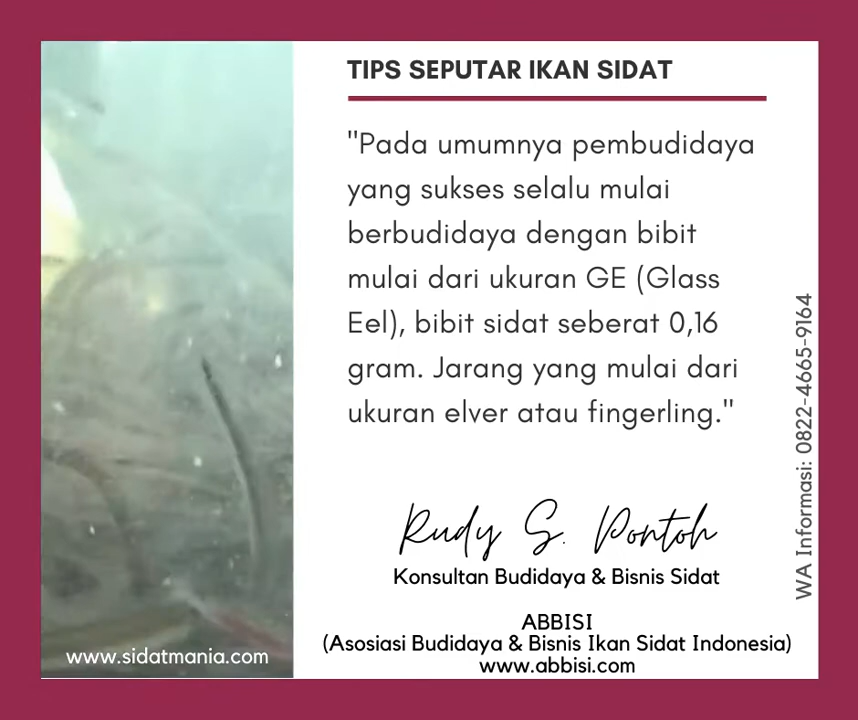 TIPS SEPUTAR IKAN SIDAT
"Pada umumnya pembudidaya
yang sukses selalu mulai
berbudidaya dengan bibit
mulai dari ukuran GE (Glass
Eel), bibit sidat seberat 0,16
gram. Jarang yang mulai dari
ukuran elver atau fingerling."
Rudy S. Pontoh
Konsultan Budidaya & Bisnis Sidat
ABBISI
(Asosiasi Budidaya & Bisnis Ikan Sidat Indonesia)
www.abbisi.com
www.sidatmania.com
WA Informasi: 0822-4665-9164